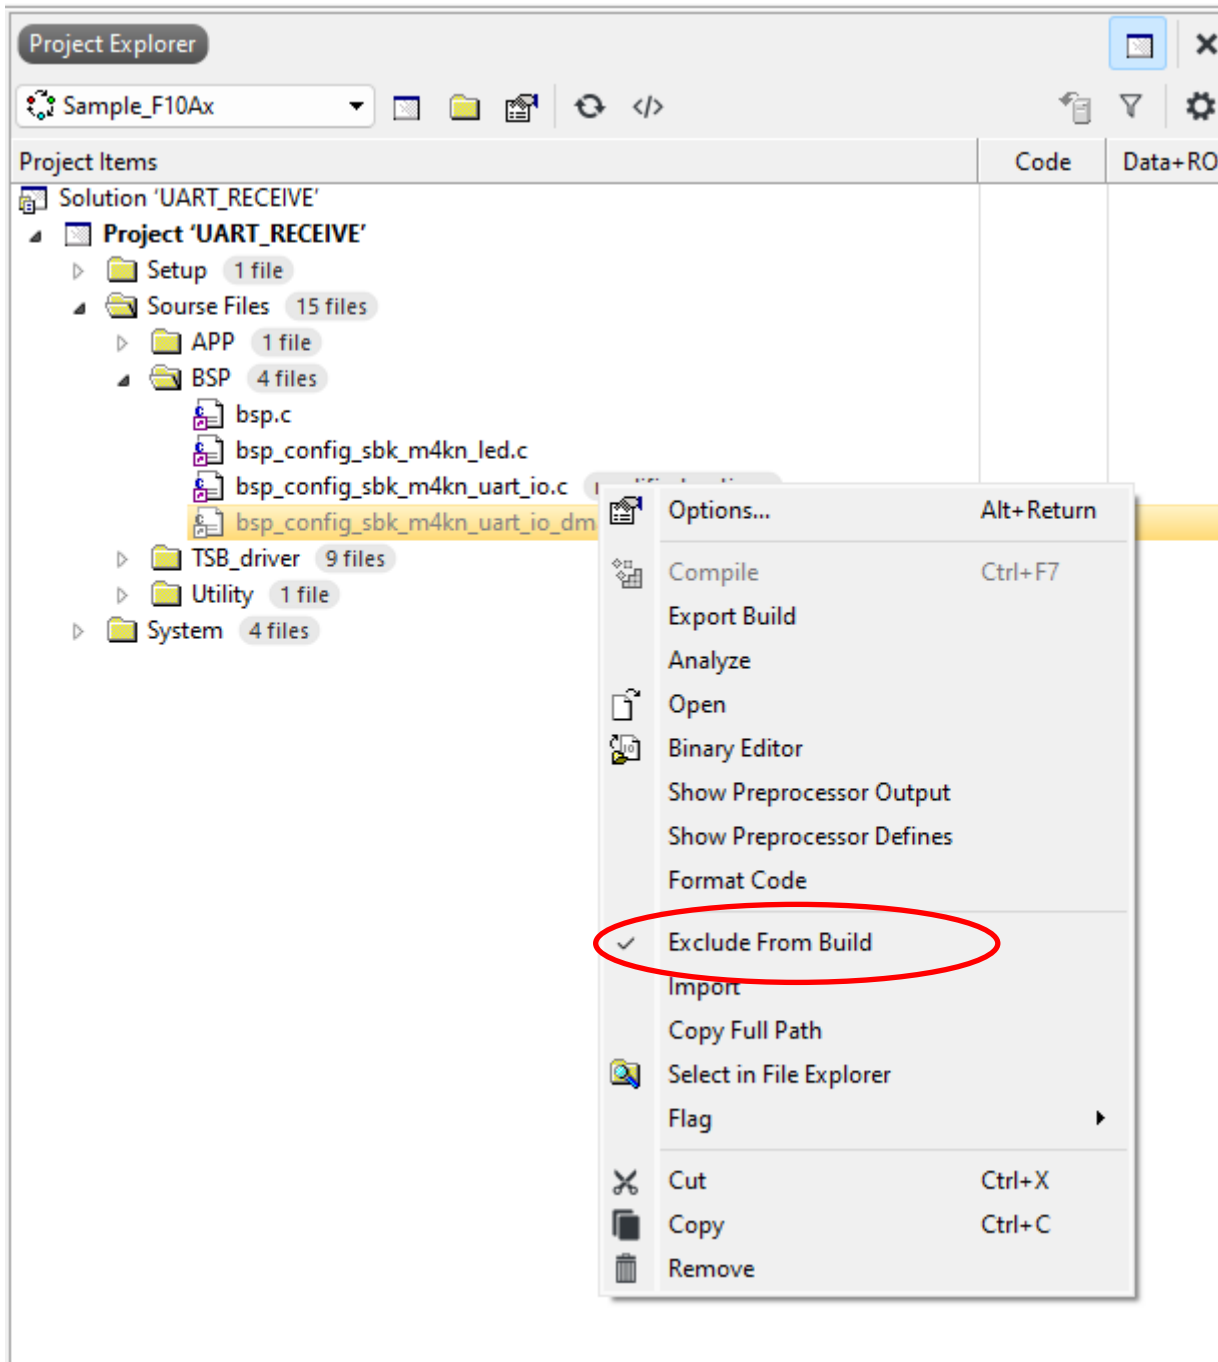 Project Explorer
Sample_F10Ax
Project Items Code Data+RO
Solution ‘UART_RECEIVE’
Project ‘UART_RECEIVE’
Setup 1 file
Sourse Files 15 files
APP 1 file
BSP 4 files
bsp.c
bsp_config_sbk_m4kn_led.c
bsp_config_sbk_m4kn_uart_io.c
bsp_config_sbk_m4kn_uart_io_dm
TSB_driver 9 files
Utility 1 file
System 4 files
Options... Alt+Return
Compile Ctrl+F7
Export Build
Analyze
Open
Binary Editor
Show Preprocessor Output
Show Preprocessor Defines
Format Code
Exclude From Build
Import
Copy Full Path
Select in File Explorer
Flag
Cut Ctrl+X
Copy Ctrl+C
Remove